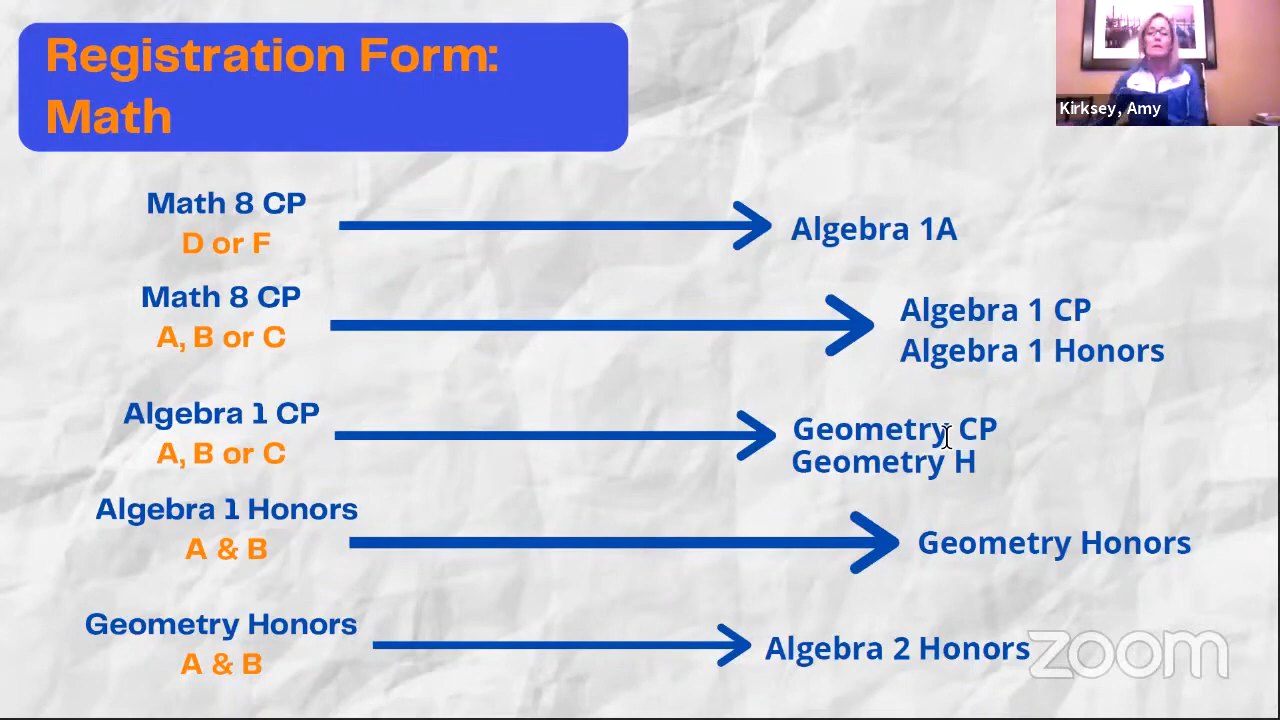 Registration Form:
Math
Kirksey, Amy
Math 8 CP
D or F
Algebra 1A
Math 8 CP
A, B or C
Algebra 1 CP
Algebra 1 Honors
Algebra 1 CP
A, B or C
Geometry CP
Geometry H
Algebra 1 Honors
A & B
Geometry Honors
Geometry Honors
A & B
Algebra 2 Honors
zoom